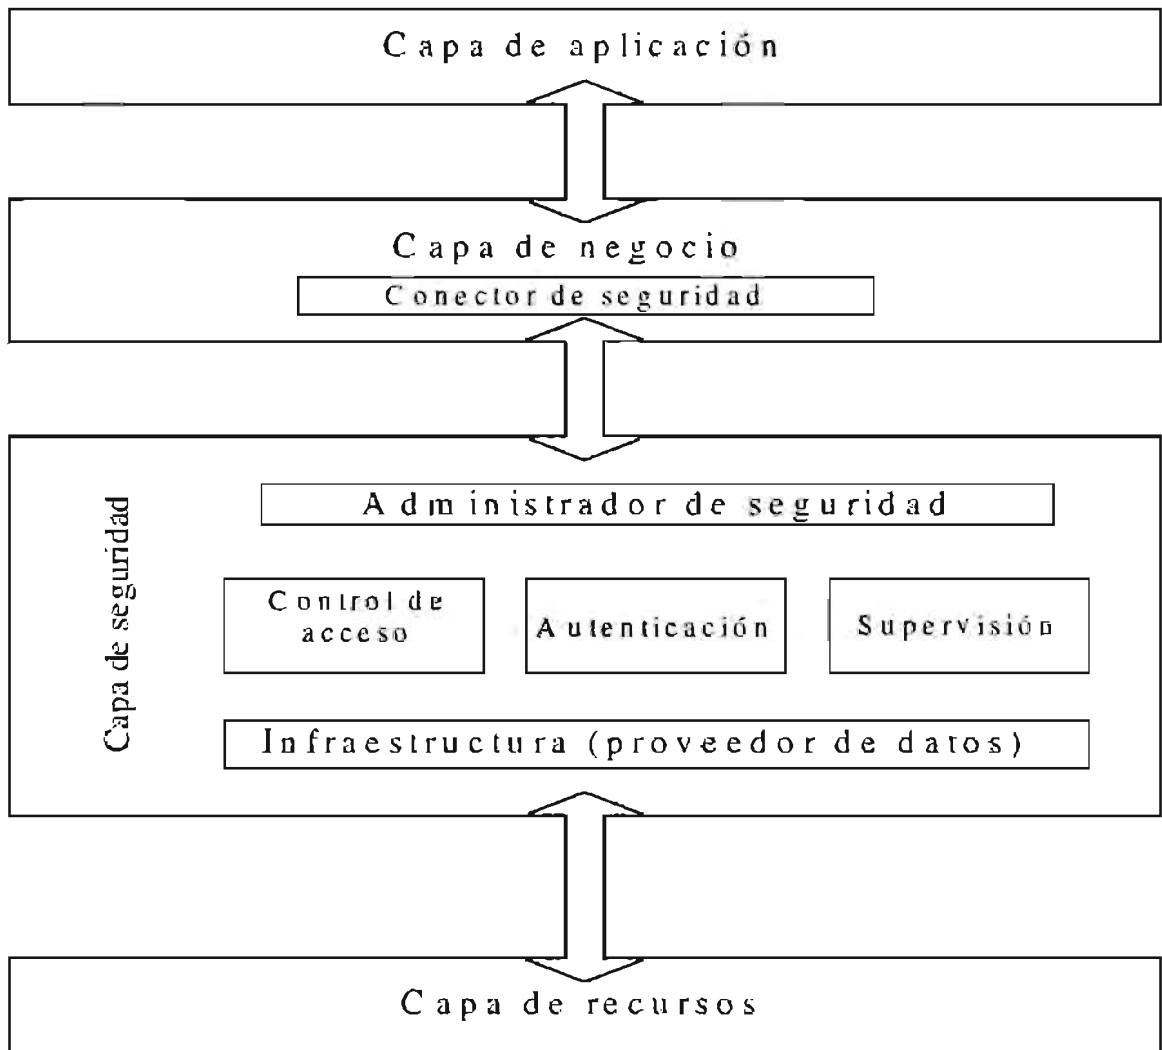 Capa de aplicación
Capa de negocio
Conector de seguridad
Capa de seguridad
Administrador de seguridad
Control de
acceso
Autenticación
Supervisión
Infraestructura (proveedor de datos)
Capa de recursos